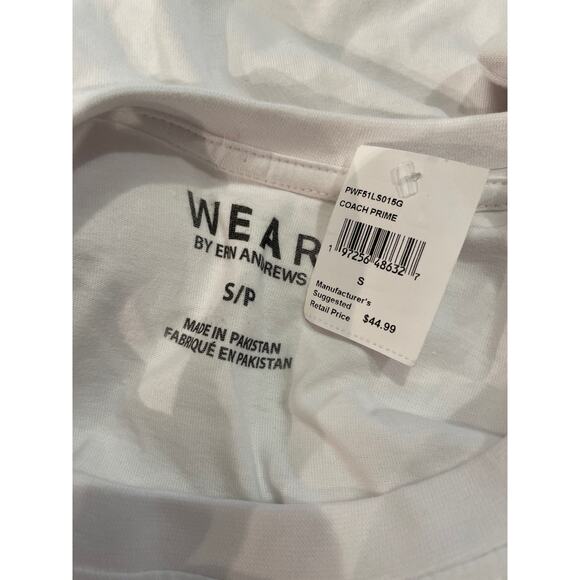 WEAR
BY ERIN ANDREWS
S/P
MADE IN PAKISTAN
FABRIQUÉ EN PAKISTAN
PWF51LS015G
COACH PRIME
1 97256 48632 7
S
Manufacturer's
Suggested
Retail Price $44.99